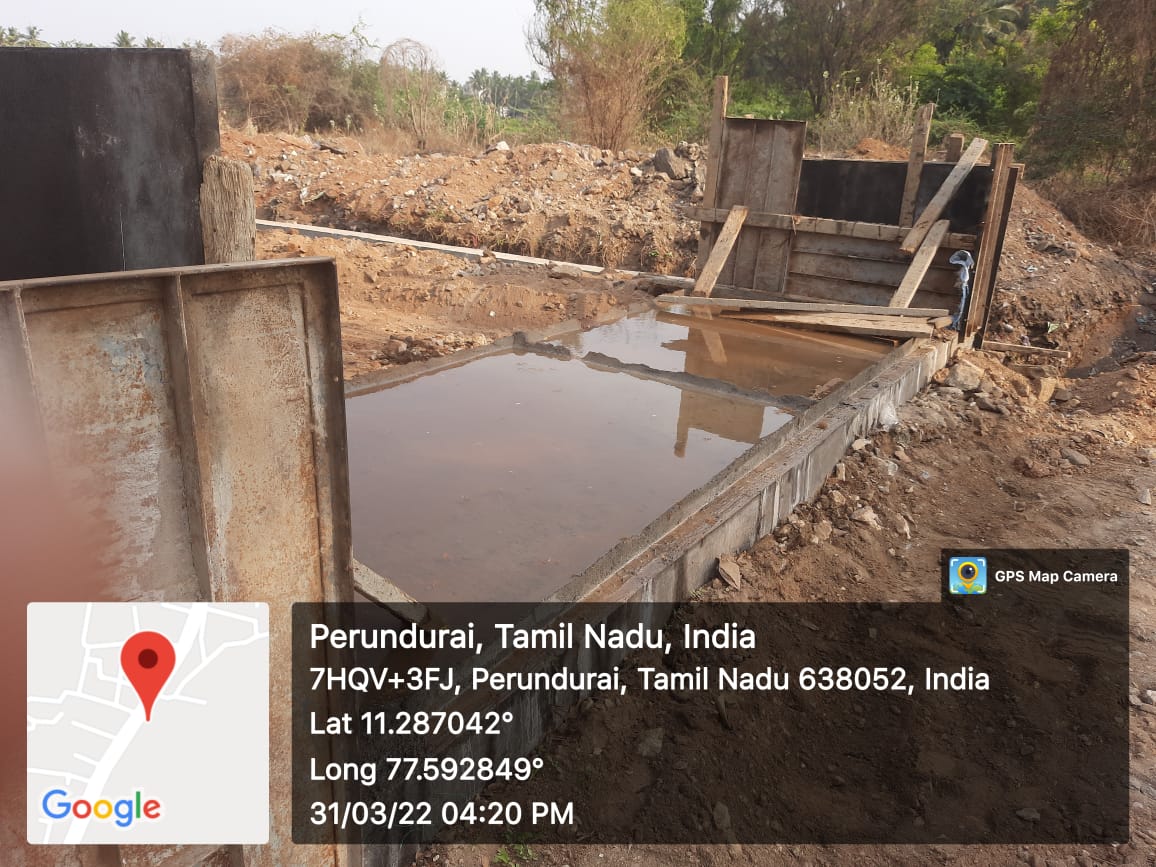 GPS Map Camera
Perundurai, Tamil Nadu, India
7HQV+3FJ, Perundurai, Tamil Nadu 638052, India
Lat 11.287042°
Long 77.592849°
31/03/22 04:20 PM
Google